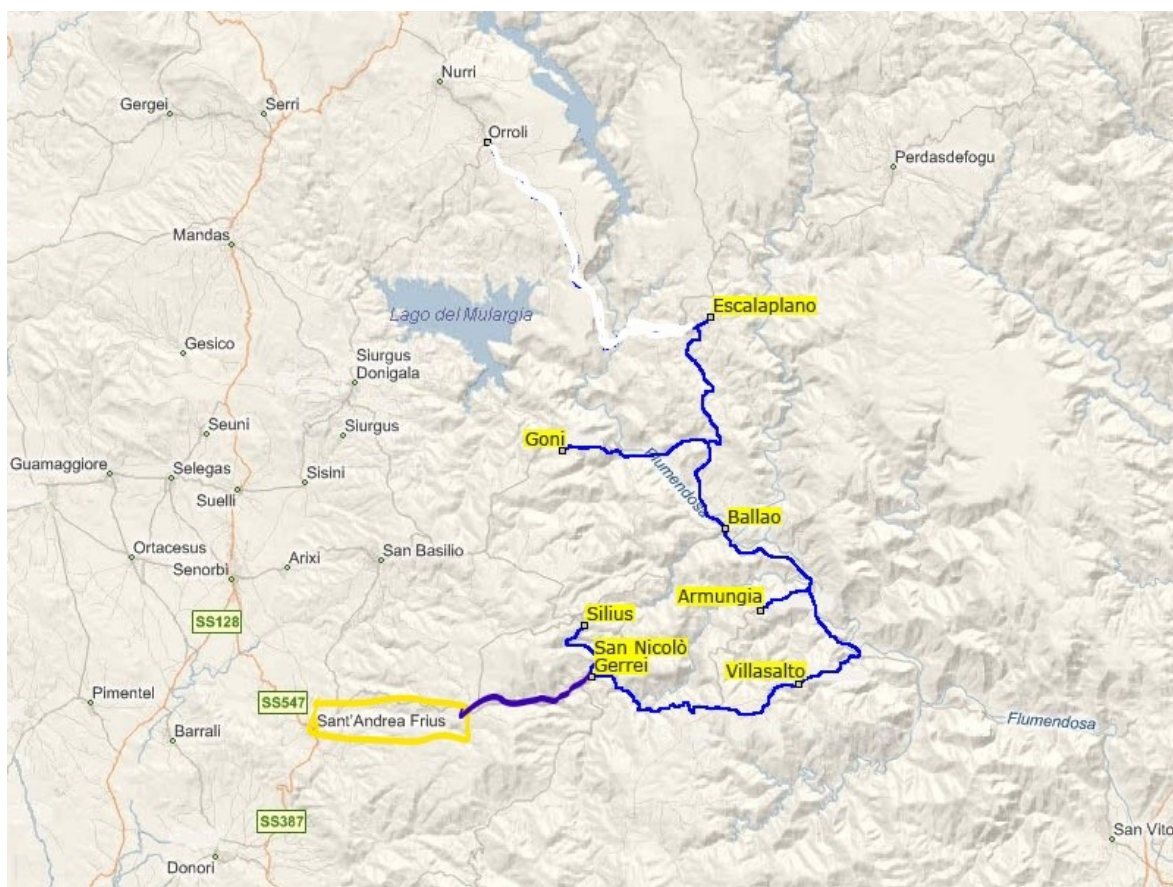 Nurri
Gergei
Serri
Orroli
Perdasdefogu
Mandas
Lago del Mulargia
Escalaplano
Gesico
Siurgus
Donigala
Seuni
Siurgus
Goni
Guamaggiore
Selegas
Sisini
Suelli
Flumendosa
Ballao
Ortacesus
Arixi
San Basilio
Senorbì
Armungia
Silius
SS128
San Nicolò
Gerrei
Villasalto
Pimentel
SS547
Sant'Andrea Frius
Barrali
Flumendosa
SS387
San Vito
Donori